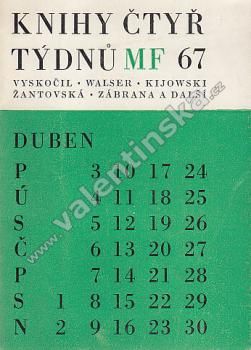 KNIHY ČTYŘ
TÝDNŮ MF 67
VYSKOČIL · WALSER · KIJOWSKI
ŽANTOVSKÁ · ZÁBRANA A DALŠÍ
DUBEN
P 3 10 17 24
Ú 4 11 18 25
S 5 12 19 26
Č 6 13 20 27
P 7 14 21 28
S 1 8 15 22 29
N 2 9 16 23 30
www.valentinska.cz